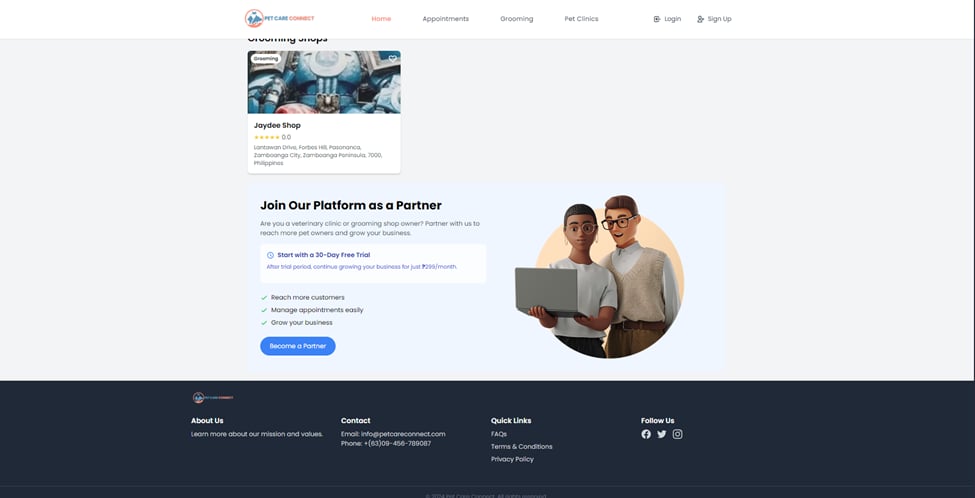 PET CARE CONNECT
Home
Appointments
Grooming
Pet Clinics
Login
Sign Up
Grooming Shops
Grooming
Jaydee Shop
★★★★★ 0.0
Lantawan Drive, Forbes Hill, Pasonanca,
Zamboanga City, Zamboanga Peninsula, 7000,
Philippines
Join Our Platform as a Partner
Are you a veterinary clinic or grooming shop owner? Partner with us to
reach more pet owners and grow your business.
Start with a 30-Day Free Trial
After trial period, continue growing your business for just ₱299/month.
Reach more customers
Manage appointments easily
Grow your business
Become a Partner
PET CARE CONNECT
About Us
Learn more about our mission and values.
Contact
Email: info@petcareconnect.com
Phone: +(63)09-456-789087
Quick Links
FAQs
Terms & Conditions
Privacy Policy
Follow Us
© 2024 Pet Care Connect. All rights reserved.